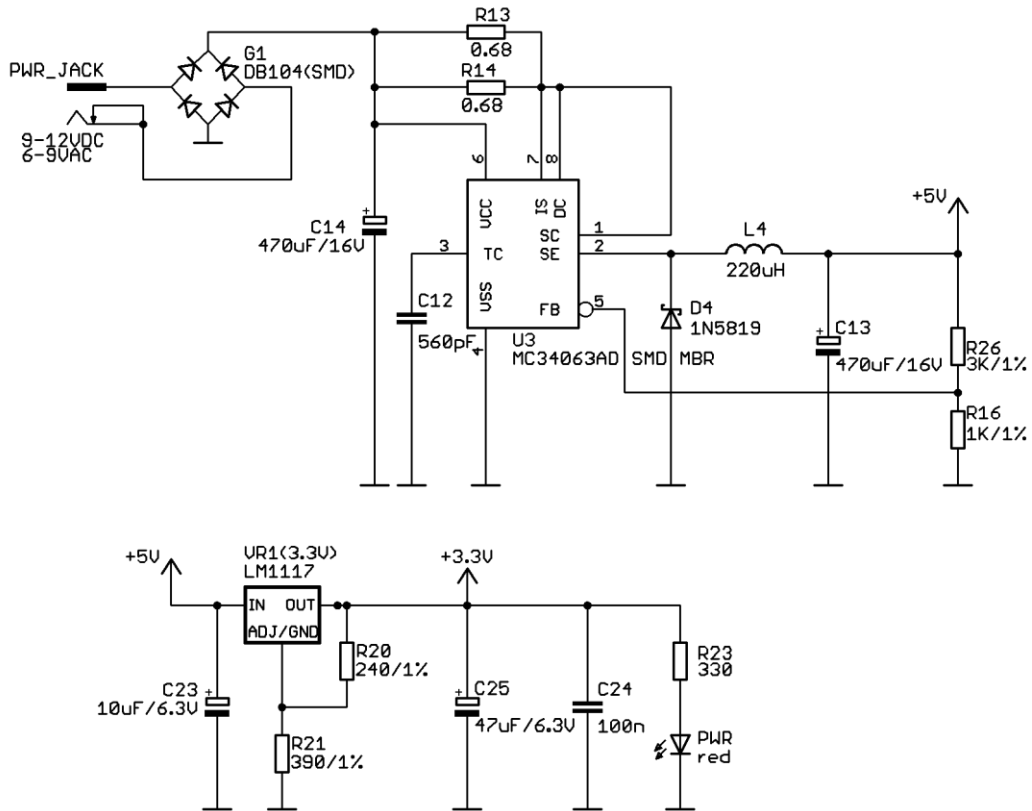 R13
0.68
G1
DB104(SMD)
PWR_JACK
R14
0.68
9-12VDC
6-9VAC
6
7
8
VCC
IS
DC
+5V
C14
470uF/16V
3
TC
SC
1
SE
2
L4
220uH
VSS
C12
560pF
4
FB
5
D4
1N5819
U3
MC34063AD SMD MBR
C13
470uF/16V
R26
3K/1%
R16
1K/1%
+5V
VR1(3.3V)
LM1117
+3.3V
IN OUT
ADJ/GND
R20
240/1%
R23
330
C23
10uF/6.3V
C25
47uF/6.3V
C24
100n
R21
390/1%
PWR
red